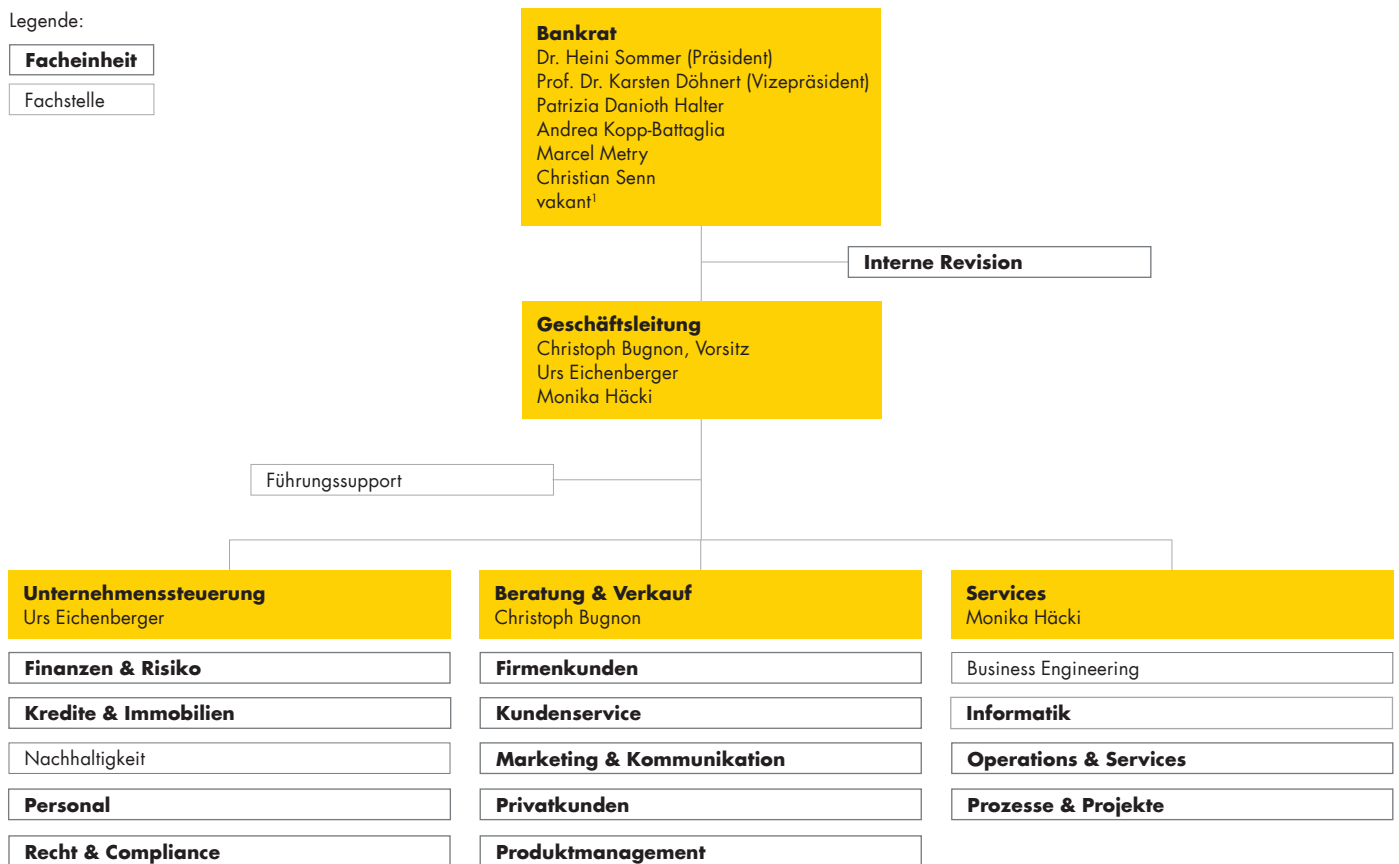 Legende:
Facheinheit
Fachstelle
Bankrat
Dr. Heini Sommer (Präsident)
Prof. Dr. Karsten Döhnert (Vizepräsident)
Patrizia Danioth Halter
Andrea Kopp-Battaglia
Marcel Metry
Christian Senn
vakant¹
Interne Revision
Geschäftsleitung
Christoph Bugnon, Vorsitz
Urs Eichenberger
Monika Häcki
Führungssupport
Unternehmenssteuerung
Urs Eichenberger
Finanzen & Risiko
Kredite & Immobilien
Nachhaltigkeit
Personal
Recht & Compliance
Beratung & Verkauf
Christoph Bugnon
Firmenkunden
Kundenservice
Marketing & Kommunikation
Privatkunden
Produktmanagement
Services
Monika Häcki
Business Engineering
Informatik
Operations & Services
Prozesse & Projekte